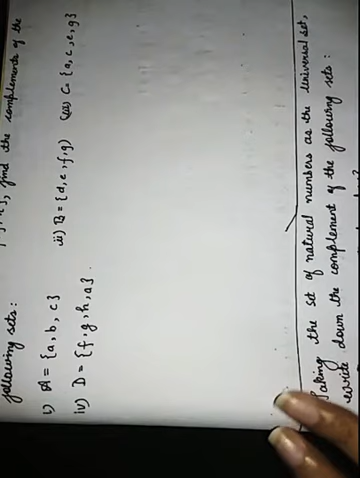 find the complements of the
following sets:
i) A = {a, b, c} ii) B = {d, e, f, g} (iii) C = {a, c, e, g}
iv) D = {f, g, h, a}.
Taking the set of natural numbers as the universal set,
write down the complement of the following sets: